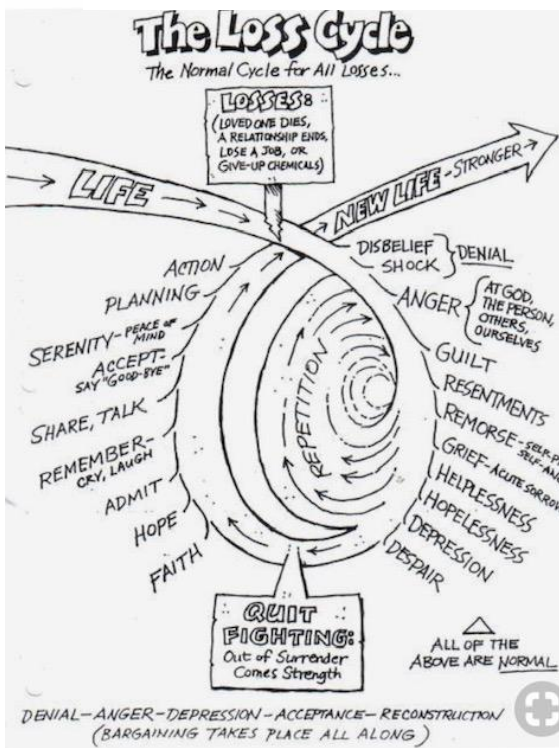 The Loss Cycle
The Normal Cycle for All Losses...
LOSSES:
(LOVED ONE DIES,
A RELATIONSHIP ENDS,
LOSE A JOB, OR
GIVE-UP CHEMICALS)
LIFE
NEW LIFE - STRONGER
DISBELIEF
SHOCK
DENIAL
ANGER
AT GOD,
THE PERSON,
OTHERS,
OURSELVES
GUILT
RESENTMENTS
REMORSE-
GRIEF-ACUTE
HELPLESSNESS
HOPELESSNESS
DEPRESSION
DESPAIR
ACTION
PLANNING
SERENITY-PEACE OF
MIND
ACCEPT-
SAY "GOOD-BYE"
SHARE, TALK
REMEMBER-
CRY, LAUGH
ADMIT
HOPE
FAITH
REPETITION
QUIT
FIGHTING:
Out of Surrender
Comes Strength
ALL OF THE
ABOVE ARE NORMAL
DENIAL-ANGER-DEPRESSION-ACCEPTANCE-RECONSTRUCTION
(BARGAINING TAKES PLACE ALL ALONG)